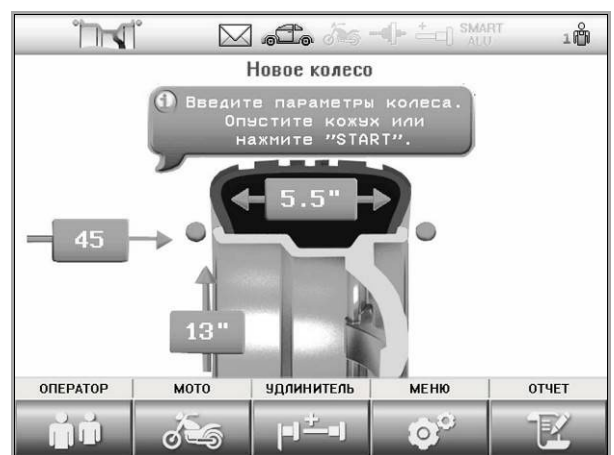 SMART
ALU
1
Новое колесо
i Введите параметры колеса.
Опустите кожух или
нажмите "START".
5.5"
45
13"
ОПЕРАТОР МОТО УДЛИНИТЕЛЬ МЕНЮ ОТЧЕТ